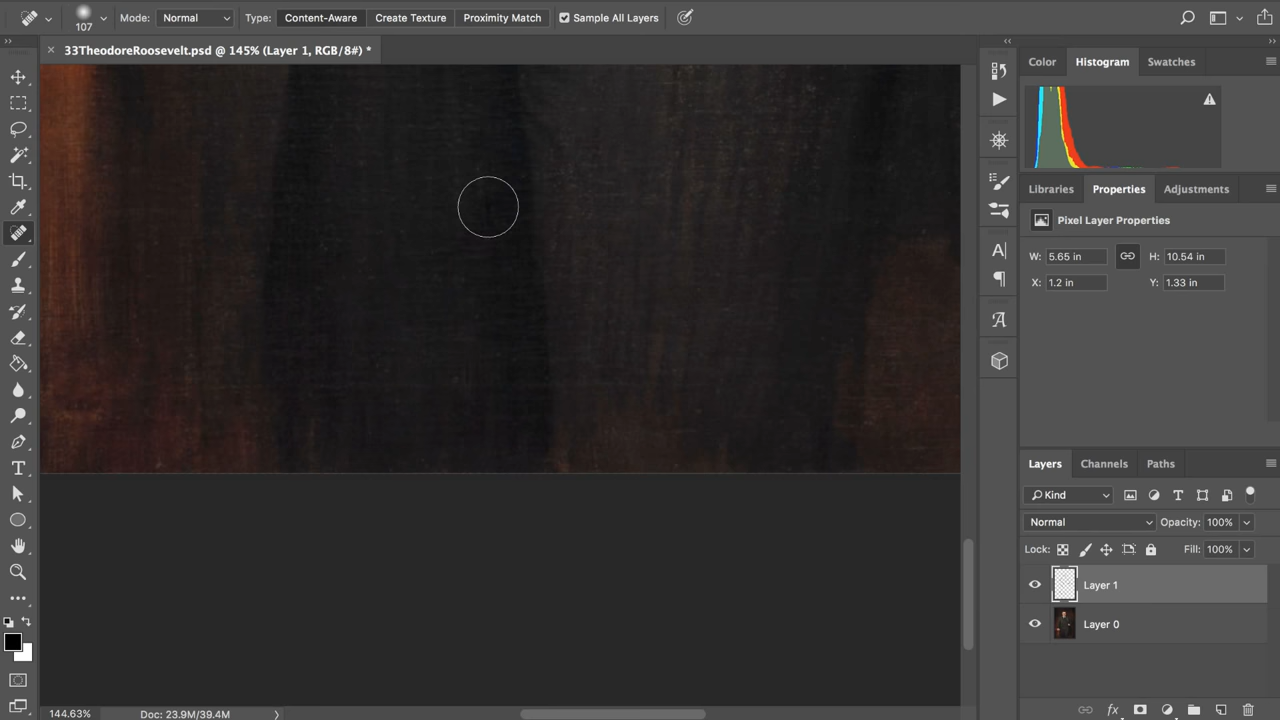 107 Mode: Normal Type: Content-Aware Create Texture Proximity Match Sample All Layers
33TheodoreRoosevelt.psd @ 145% (Layer 1, RGB/8#) *
Color Histogram Swatches
Libraries Properties Adjustments
Pixel Layer Properties
W: 5.65 in H: 10.54 in
X: 1.2 in Y: 1.33 in
Layers Channels Paths
Kind
Normal Opacity: 100%
Lock: Fill: 100%
Layer 1
Layer 0
144.63% Doc: 23.9M/39.4M